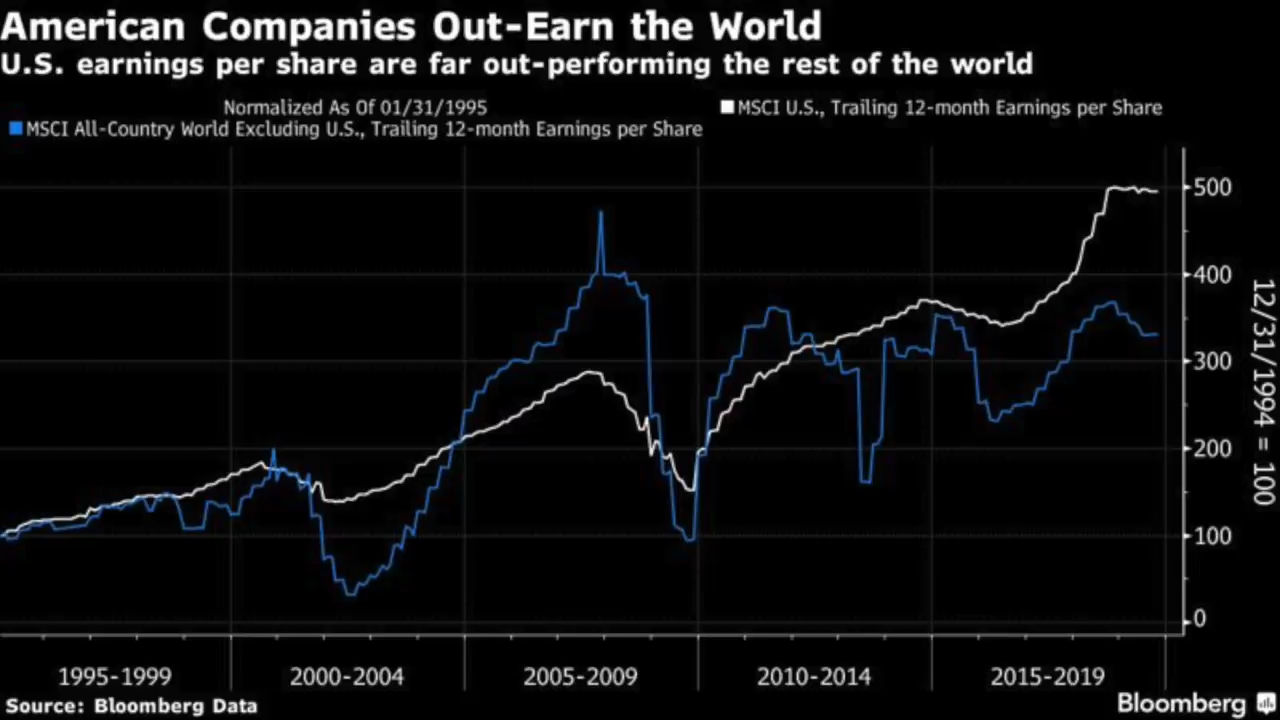 American Companies Out-Earn the World
U.S. earnings per share are far out-performing the rest of the world
Normalized As Of 01/31/1995
MSCI U.S., Trailing 12-month Earnings per Share
MSCI All-Country World Excluding U.S., Trailing 12-month Earnings per Share
500
400
300
200
100
0
12/31/1994 = 100
1995-1999
2000-2004
2005-2009
2010-2014
2015-2019
Source: Bloomberg Data
Bloomberg